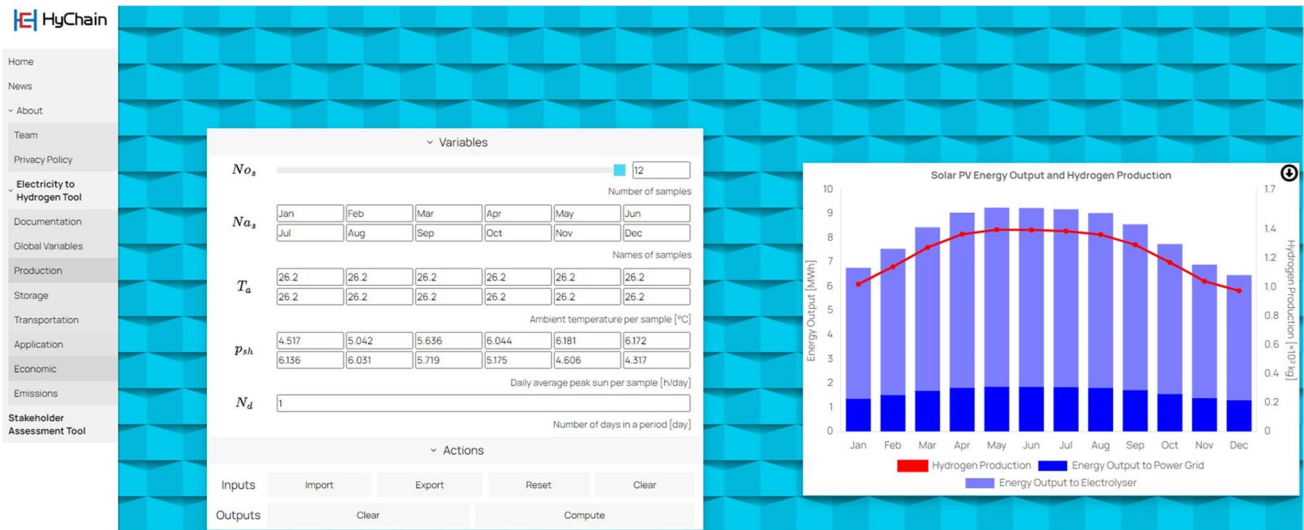 HyChain
Home
News
About
Team
Privacy Policy
Electricity to
Hydrogen Tool
Documentation
Global Variables
Production
Storage
Transportation
Application
Economic
Emissions
Stakeholder
Assessment Tool
Variables
Noₛ 12
Number of samples
Naₛ
Jan Feb Mar Apr May Jun
Jul Aug Sep Oct Nov Dec
Names of samples
Tₐ
26.2 26.2 26.2 26.2 26.2 26.2
26.2 26.2 26.2 26.2 26.2 26.2
Ambient temperature per sample [°C]
pₛₕ
4.517 5.042 5.636 6.044 6.181 6.172
6.136 6.031 5.719 5.175 4.606 4.317
Daily average peak sun per sample [h/day]
N_d 1
Number of days in a period [day]
Actions
Inputs Import Export Reset Clear
Outputs Clear Compute
Solar PV Energy Output and Hydrogen Production
Energy Output [MWh]
10
9
8
7
6
5
4
3
2
1
0
Hydrogen Production [×10² kg]
1.7
1.4
1.2
1.0
0.8
0.6
0.4
0.2
0
Jan Feb Mar Apr May Jun Jul Aug Sep Oct Nov Dec
Hydrogen Production Energy Output to Power Grid
Energy Output to Electrolyser